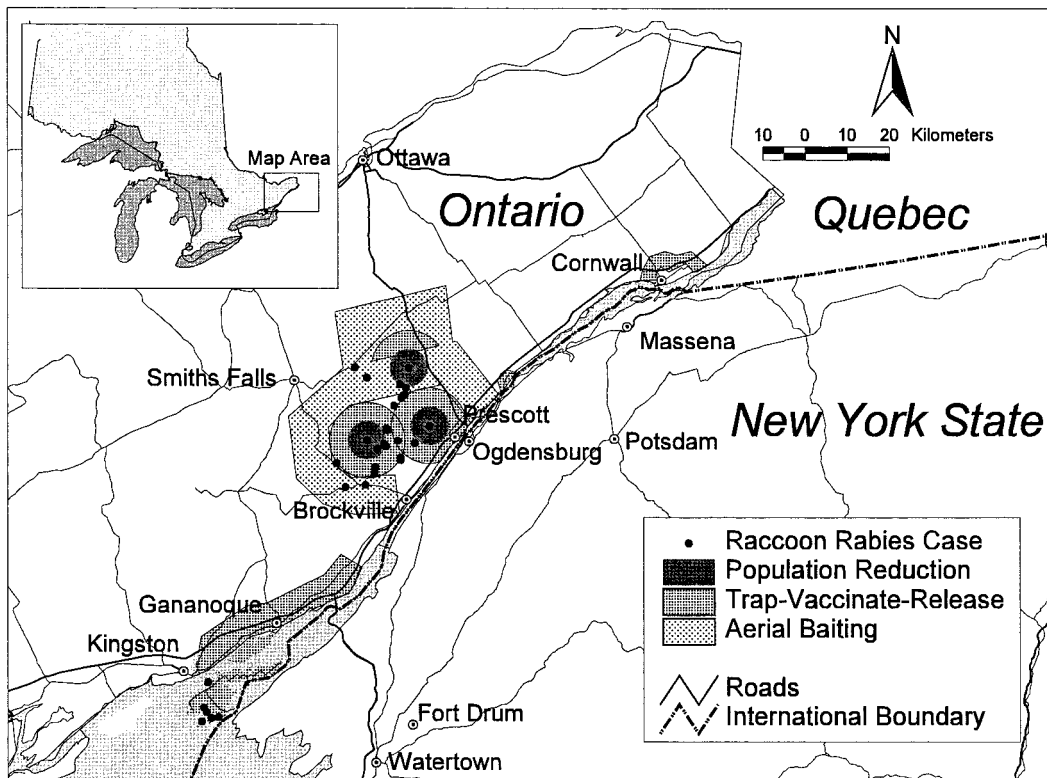 Map Area
N
10 0 10 20 Kilometers
Ottawa
Ontario
Quebec
Cornwall
Massena
Smiths Falls
Prescott
New York State
Ogdensburg
Potsdam
Brockville
Raccoon Rabies Case
Population Reduction
Trap-Vaccinate-Release
Aerial Baiting
Roads
International Boundary
Gananoque
Kingston
Fort Drum
Watertown